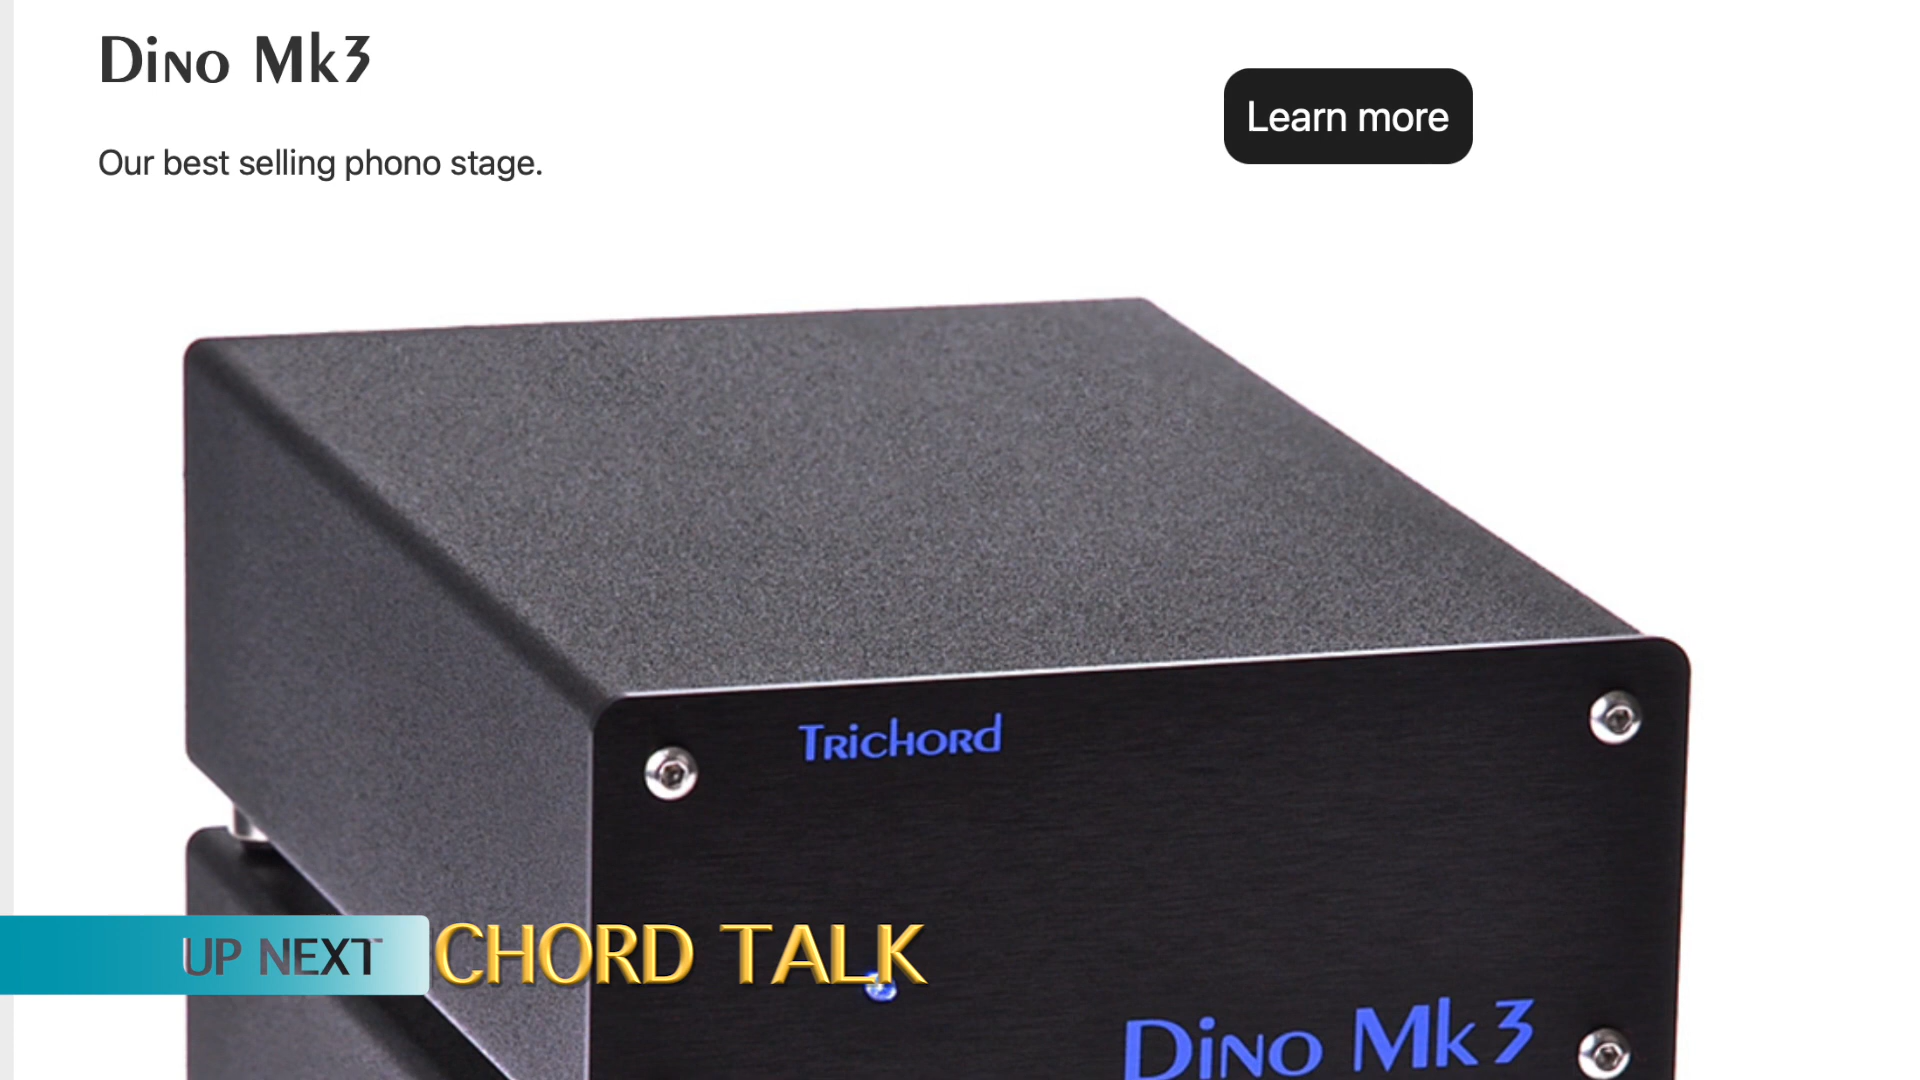 Dino Mk3
Learn more
Our best selling phono stage.
Trichord
UP NEXT
CHORD TALK
Dino Mk3